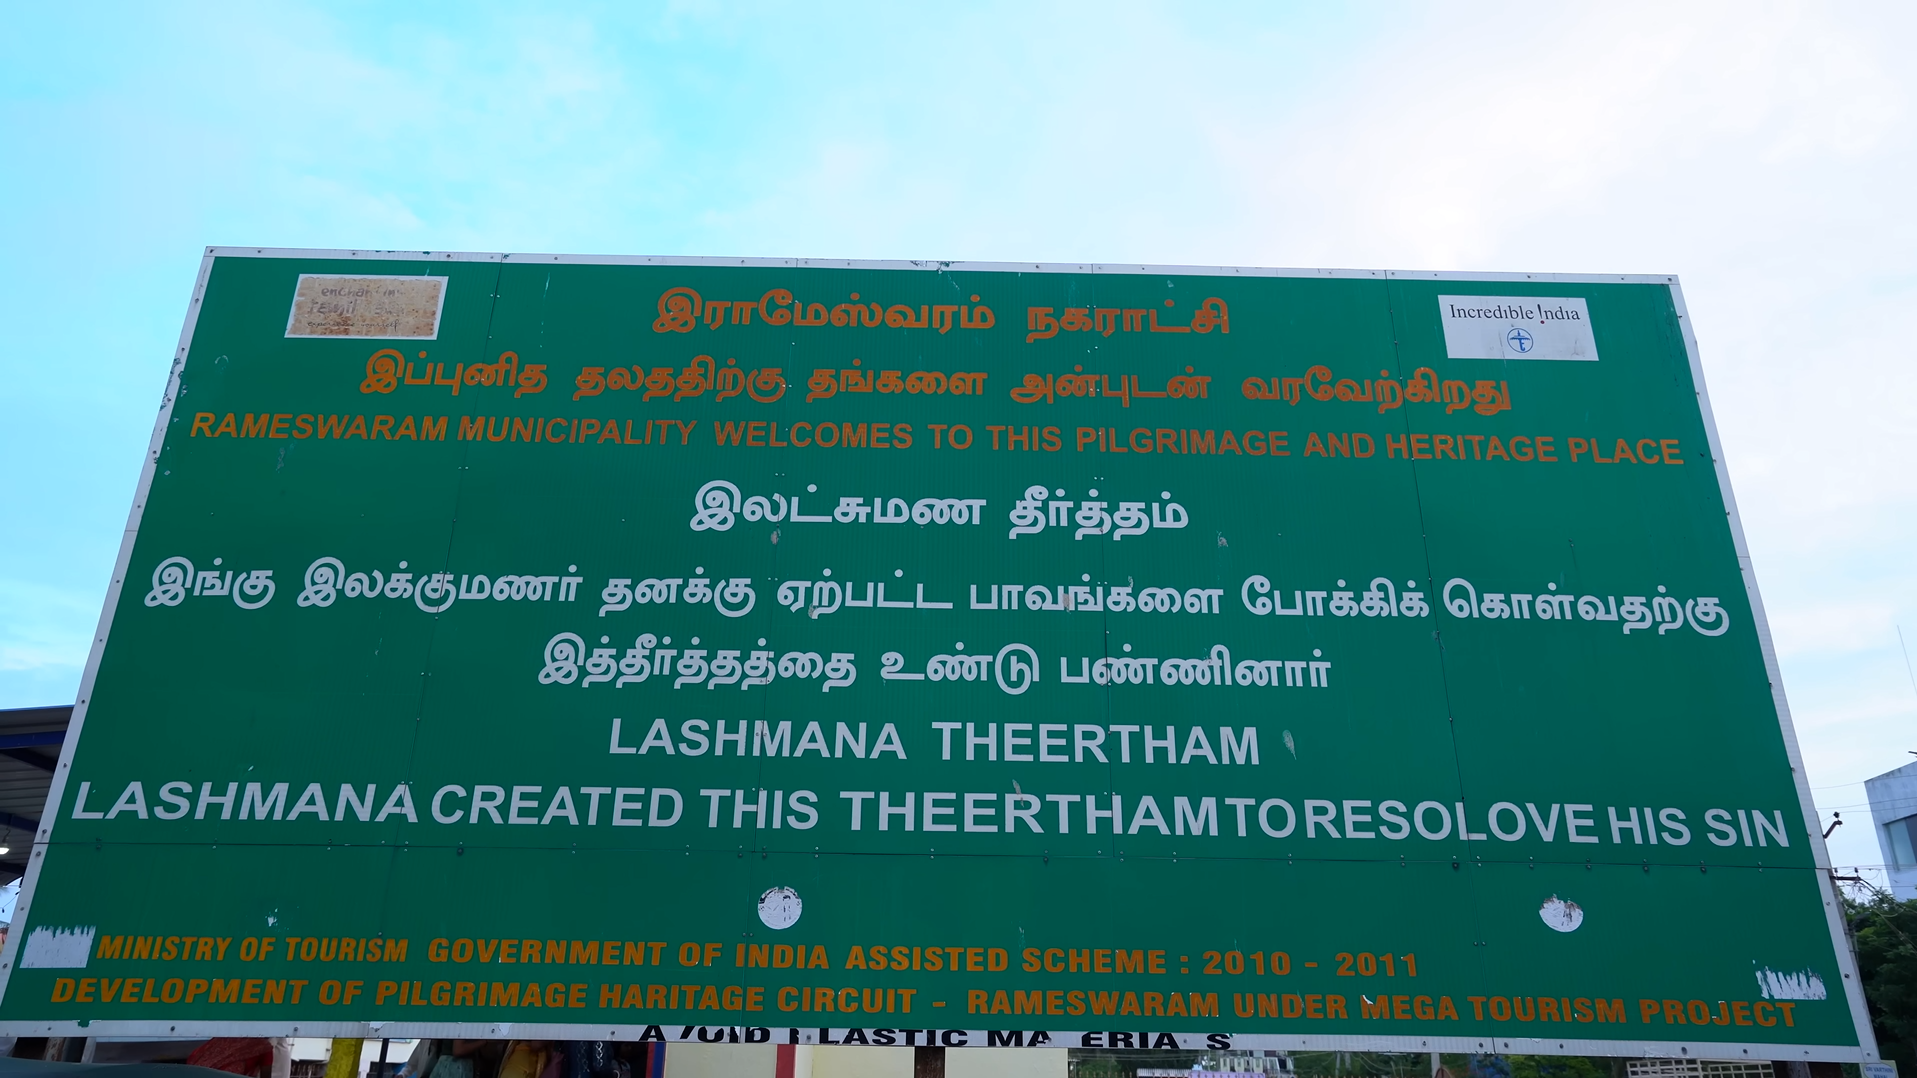 இராமேஸ்வரம் நகராட்சி
Incredible !ndia
இப்புனித தலததிற்கு தங்களை அன்புடன் வரவேற்கிறது
RAMESWARAM MUNICIPALITY WELCOMES TO THIS PILGRIMAGE AND HERITAGE PLACE
இலட்சுமண தீர்த்தம்
இங்கு இலக்குமணர் தனக்கு ஏற்பட்ட பாவங்களை போக்கிக் கொள்வதற்கு
இத்தீர்த்தத்தை உண்டு பண்ணினார்
LASHMANA THEERTHAM
LASHMANA CREATED THIS THEERTHAM TO RESOLOVE HIS SIN
MINISTRY OF TOURISM GOVERNMENT OF INDIA ASSISTED SCHEME : 2010 - 2011
DEVELOPMENT OF PILGRIMAGE HARITAGE CIRCUIT - RAMESWARAM UNDER MEGA TOURISM PROJECT